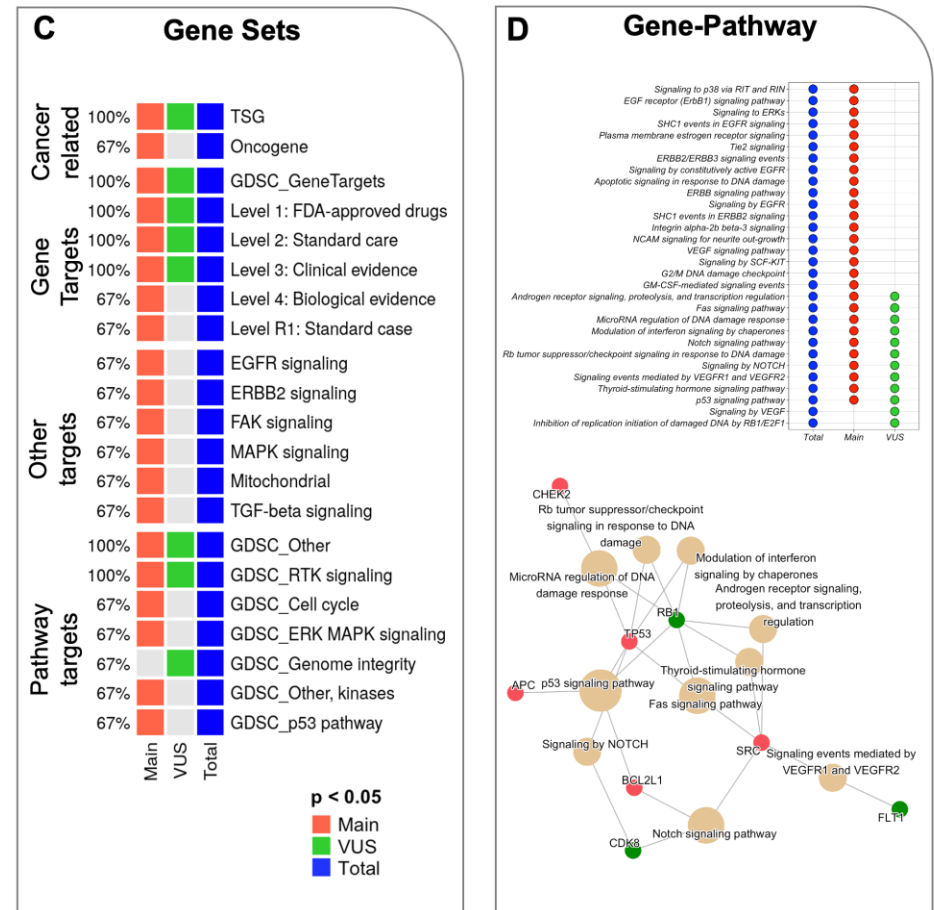 C
Gene Sets
Cancer
related
100% TSG
67% Oncogene
Gene
Targets
100% GDSC_GeneTargets
100% Level 1: FDA-approved drugs
100% Level 2: Standard care
100% Level 3: Clinical evidence
67% Level 4: Biological evidence
67% Level R1: Standard case
Other
targets
67% EGFR signaling
67% ERBB2 signaling
67% FAK signaling
67% MAPK signaling
67% Mitochondrial
67% TGF-beta signaling
Pathway
targets
100% GDSC_Other
100% GDSC_RTK signaling
67% GDSC_Cell cycle
67% GDSC_ERK MAPK signaling
67% GDSC_Genome integrity
67% GDSC_Other, kinases
67% GDSC_p53 pathway
Main VUS Total
p < 0.05
Main
VUS
Total
D
Gene-Pathway
Signaling to p38 via RIT and RIN
EGF receptor (ErbB1) signaling pathway
Signaling to ERKs
SHC1 events in EGFR signaling
Plasma membrane estrogen receptor signaling
Tie2 signaling
ERBB2/ERBB3 signaling events
Signaling by constitutively active EGFR
Apoptotic signaling in response to DNA damage
ERBB signaling pathway
Signaling by EGFR
SHC1 events in ERBB2 signaling
Integrin alpha-2b beta-3 signaling
NCAM signaling for neurite out-growth
VEGF signaling pathway
Signaling by SCF-KIT
G2/M DNA damage checkpoint
GM-CSF-mediated signaling events
Androgen receptor signaling, proteolysis, and transcription regulation
Fas signaling pathway
MicroRNA regulation of DNA damage response
Modulation of interferon signaling by chaperones
Notch signaling pathway
Rb tumor suppressor/checkpoint signaling in response to DNA damage
Signaling by NOTCH
Signaling events mediated by VEGFR1 and VEGFR2
Thyroid-stimulating hormone signaling pathway
p53 signaling pathway
Signaling by VEGF
Inhibition of replication initiation of damaged DNA by RB1/E2F1
Total Main VUS
CHEK2
Rb tumor suppressor/checkpoint
signaling in response to DNA
damage
Modulation of interferon
signaling by chaperones
MicroRNA regulation of DNA
damage response
Androgen receptor signaling,
proteolysis, and transcription
regulation
RB1
TP53
Thyroid-stimulating hormone
signaling pathway
APC
p53 signaling pathway
Fas signaling pathway
Signaling by NOTCH
SRC
Signaling events mediated by
VEGFR1 and VEGFR2
BCL2L1
FLT1
Notch signaling pathway
CDK8